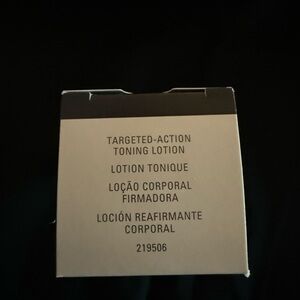 TARGETED-ACTION
TONING LOTION
LOTION TONIQUE
LOÇÃO CORPORAL
FIRMADORA
LOCIÓN REAFIRMANTE
CORPORAL
219506